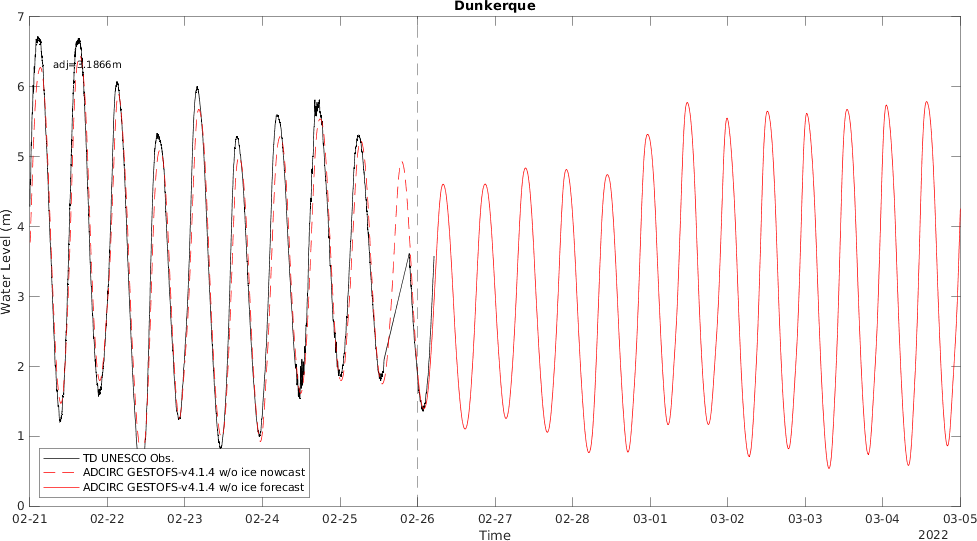 Dunkerque
7
6
5
4
3
2
1
0
Water Level (m)
adj=3.1866m
TD UNESCO Obs.
ADCIRC GESTOFS-v4.1.4 w/o ice nowcast
ADCIRC GESTOFS-v4.1.4 w/o ice forecast
02-21 02-22 02-23 02-24 02-25 02-26 02-27 02-28 03-01 03-02 03-03 03-04 03-05
Time
2022